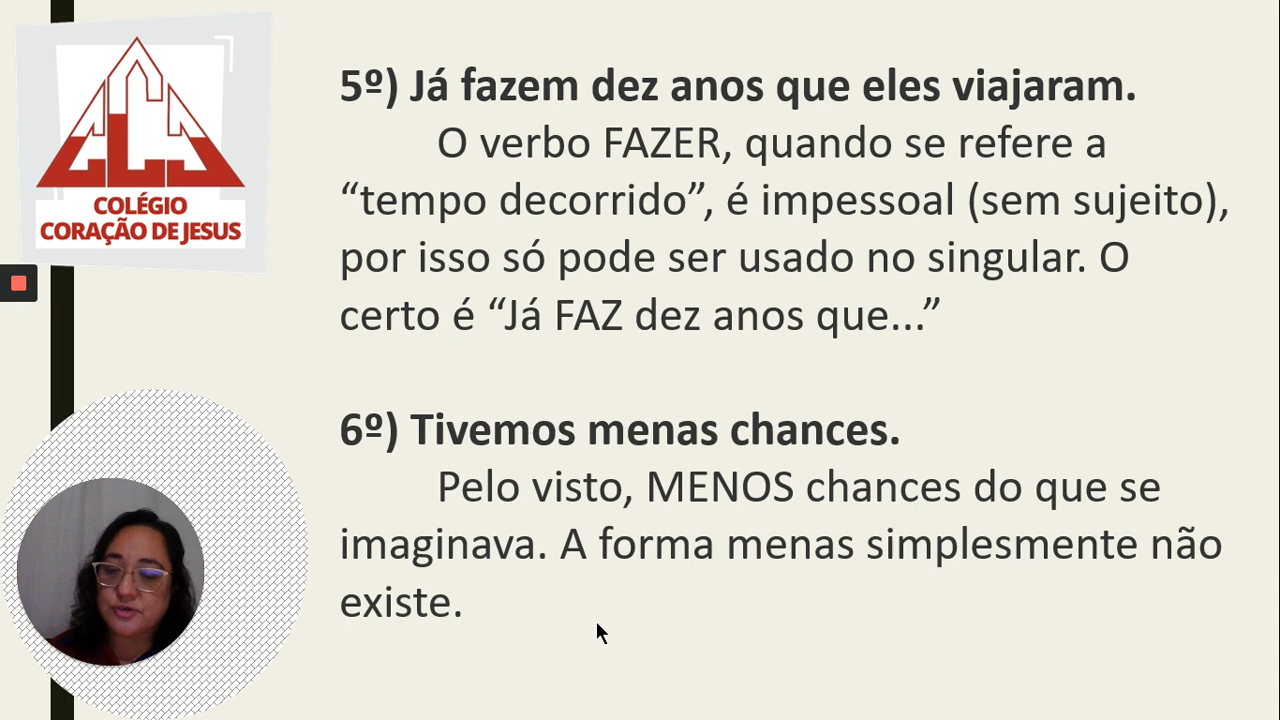 CCJ
COLÉGIO
CORAÇÃO DE JESUS
5º) Já fazem dez anos que eles viajaram.
O verbo FAZER, quando se refere a
“tempo decorrido”, é impessoal (sem sujeito),
por isso só pode ser usado no singular. O
certo é “Já FAZ dez anos que...”
6º) Tivemos menas chances.
Pelo visto, MENOS chances do que se
imaginava. A forma menas simplesmente não
existe.